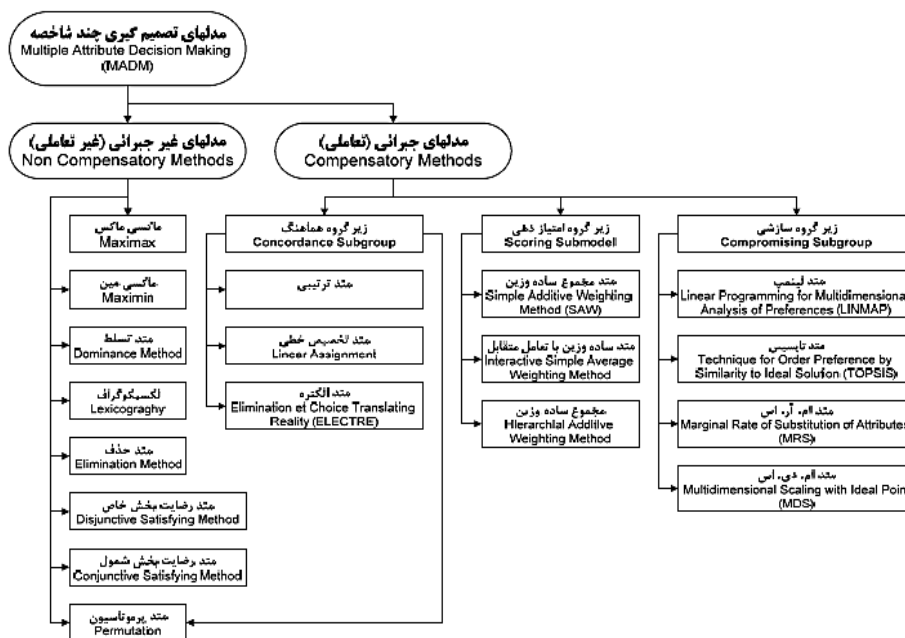 مدلهای تصمیم گیری چند شاخصه
Multiple Attribute Decision Making
(MADM)
مدلهای غیر جبرانی (غیر تعاملی)
Non Compensatory Methods
مدلهای جبرانی (تعاملی)
Compensatory Methods
ماکسی ماکس
Maximax
ماکسی مین
Maximin
متد تسلط
Dominance Method
لکسیکوگراف
Lexicograghy
متد حذف
Elimination Method
متد رضایت بخش خاص
Disjunctive Satisfying Method
متد رضایت بخش شمول
Conjunctive Satisfying Method
متد پرموتاسیون
Permutation
زیر گروه هماهنگ
Concordance Subgroup
متد ترتیبی
متد تخصیص خطی
Linear Assignment
متد الکتره
Elimination et Choice Translating
Reality (ELECTRE)
زیر گروه امتیاز دهی
Scoring Submodell
متد مجموع ساده وزین
Simple Additive Weighting
Method (SAW)
متد ساده وزین با تعامل متقابل
Interactive Simple Average
Weighting Method
مجموع ساده وزین
Hierarchial Additive
Weighting Method
زیر گروه سازشی
Compromising Subgroup
متد لینمپ
Linear Programming for Multidimensional
Analysis of Preferences (LINMAP)
متد تاپسیس
Technique for Order Preference by
Similarity to Ideal Solution (TOPSIS)
متد ام. آر. اس
Marginal Rate of Substitution of Attributes
(MRS)
متد ام. دی. اس
Multidimensional Scaling with Ideal Point
(MDS)